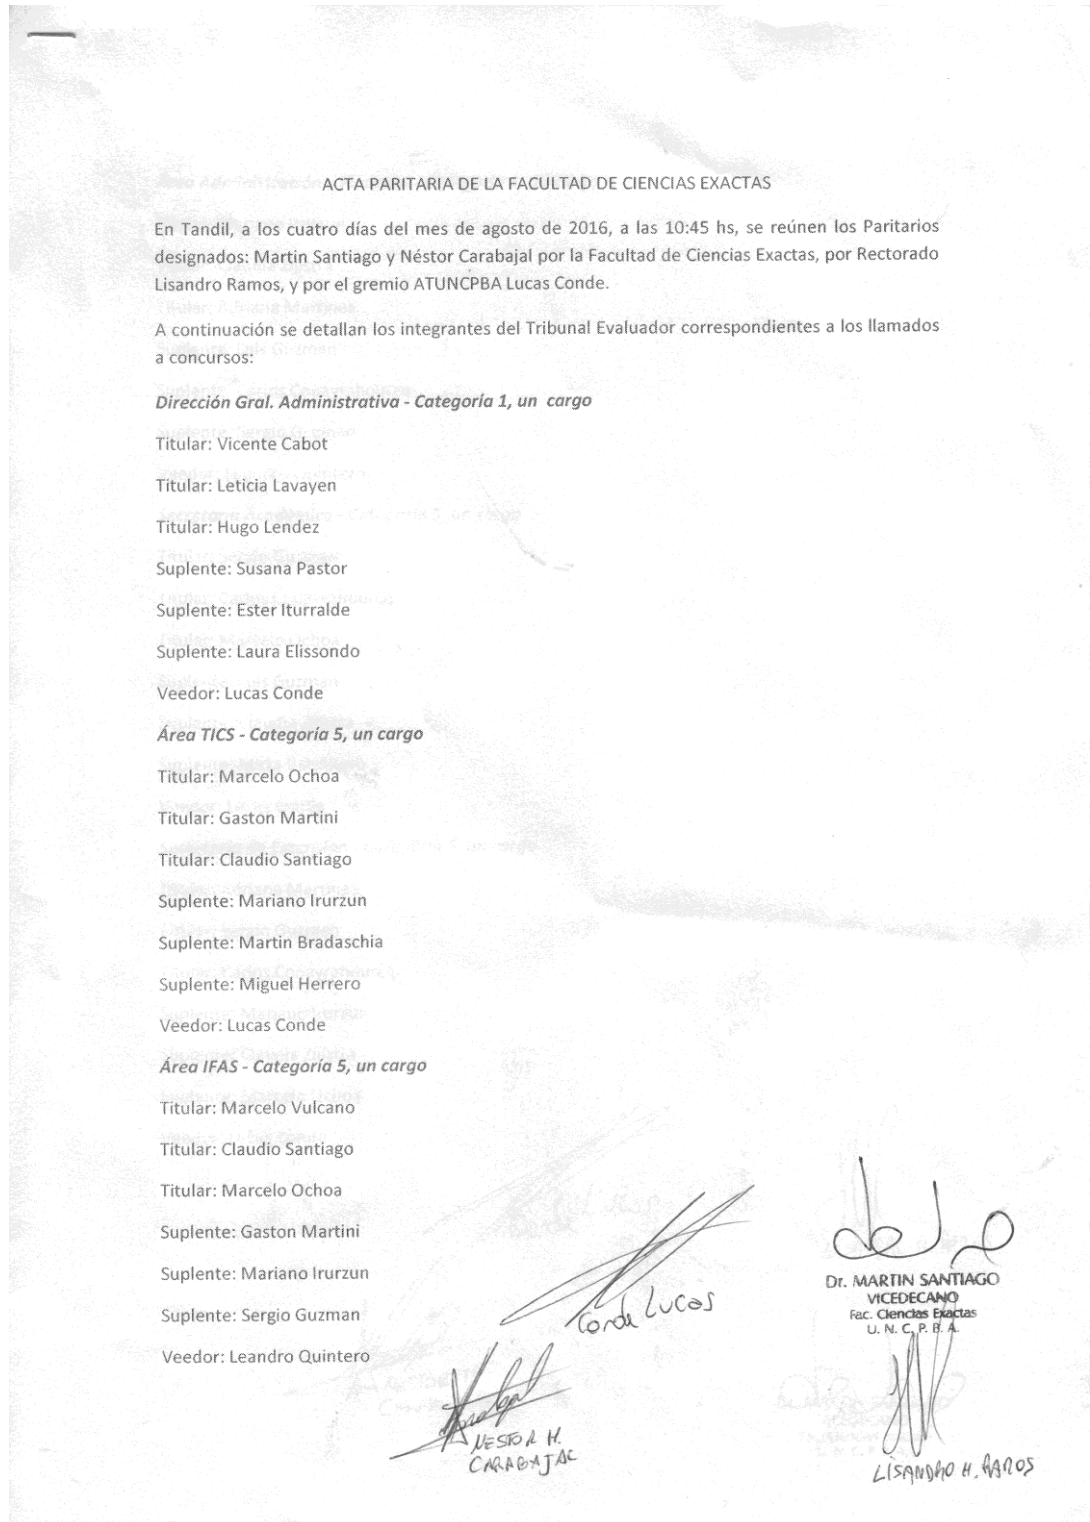 ACTA PARITARIA DE LA FACULTAD DE CIENCIAS EXACTAS
En Tandil, a los cuatro días del mes de agosto de 2016, a las 10:45 hs, se reúnen los Paritarios
designados: Martin Santiago y Néstor Carabajal por la Facultad de Ciencias Exactas, por Rectorado
Lisandro Ramos, y por el gremio ATUNCPBA Lucas Conde.
A continuación se detallan los integrantes del Tribunal Evaluador correspondientes a los llamados
a concursos:
Dirección Gral. Administrativa - Categoría 1, un cargo
Titular: Vicente Cabot
Titular: Leticia Lavayen
Titular: Hugo Lendez
Suplente: Susana Pastor
Suplente: Ester Iturralde
Suplente: Laura Elissondo
Veedor: Lucas Conde
Área TICS - Categoría 5, un cargo
Titular: Marcelo Ochoa
Titular: Gaston Martini
Titular: Claudio Santiago
Suplente: Mariano Irurzun
Suplente: Martin Bradaschia
Suplente: Miguel Herrero
Veedor: Lucas Conde
Área IFAS - Categoría 5, un cargo
Titular: Marcelo Vulcano
Titular: Claudio Santiago
Titular: Marcelo Ochoa
Suplente: Gaston Martini
Suplente: Mariano Irurzun
Suplente: Sergio Guzman
Veedor: Leandro Quintero
Conde Lucas
Dr. MARTIN SANTIAGO
VICEDECANO
Fac. Ciencias Exactas
U. N. C. P. B. A.
NESTOR H.
CARABAJAL
LISANDRO H. RAMOS